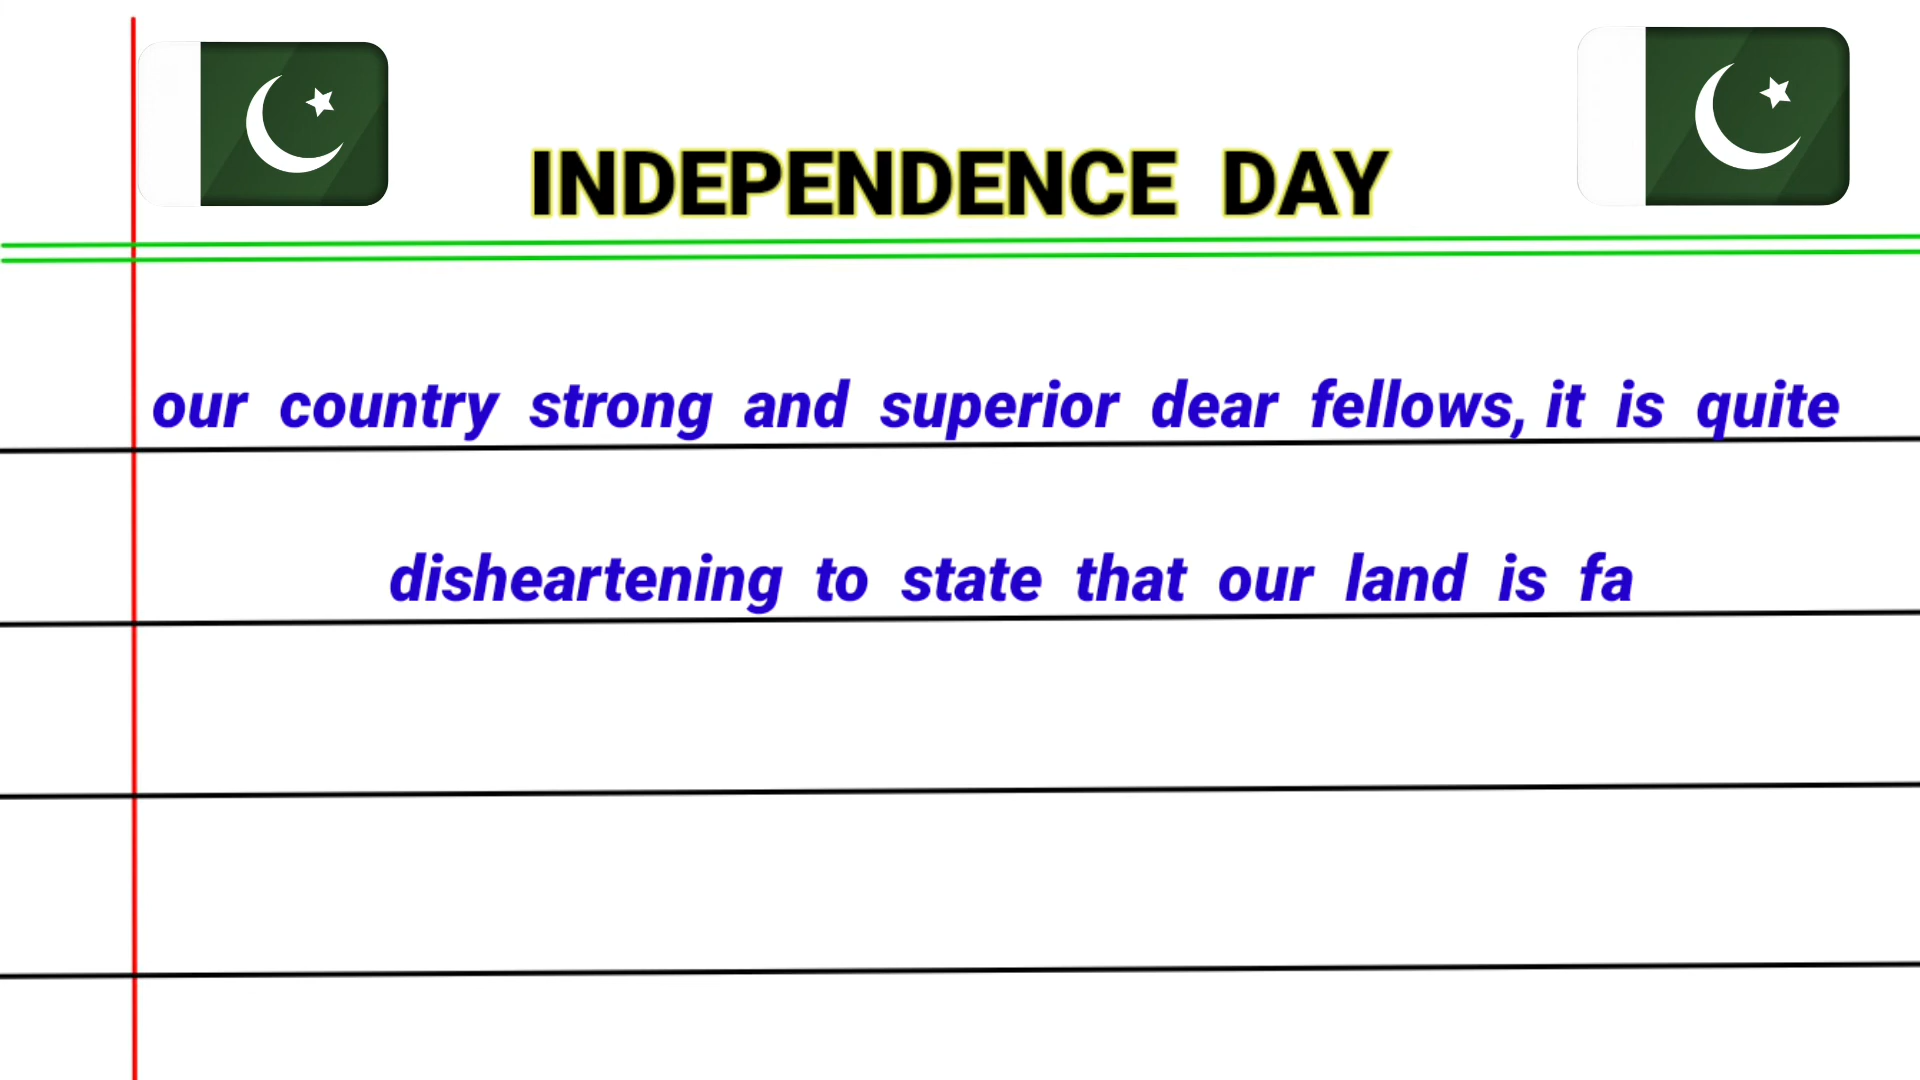 INDEPENDENCE DAY
our country strong and superior dear fellows, it is quite
disheartening to state that our land is fa